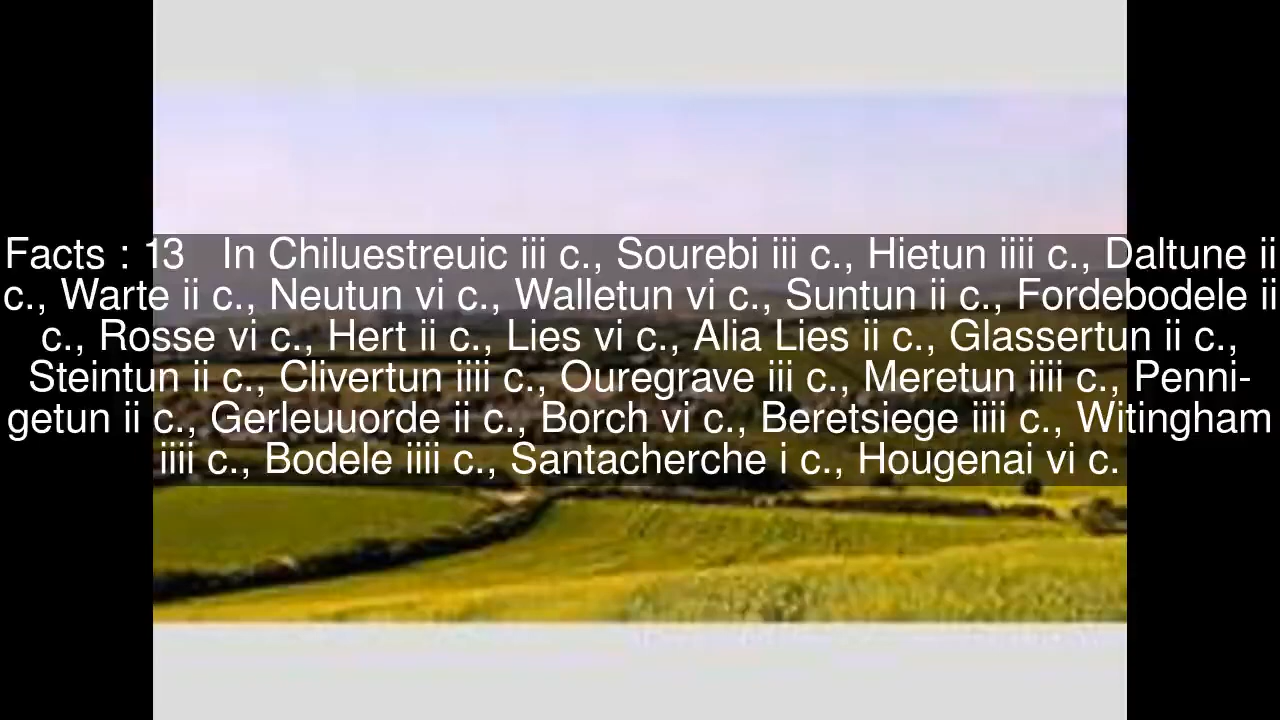 Facts : 13 In Chiluestreuic iii c., Sourebi iii c., Hietun iiii c., Daltune ii
c., Warte ii c., Neutun vi c., Walletun vi c., Suntun ii c., Fordebodele ii
c., Rosse vi c., Hert ii c., Lies vi c., Alia Lies ii c., Glassertun ii c.,
Steintun ii c., Clivertun iiii c., Ouregrave iii c., Meretun iiii c., Penni-
getun ii c., Gerleuuorde ii c., Borch vi c., Beretsiege iiii c., Witingham
iiii c., Bodele iiii c., Santacherche i c., Hougenai vi c.